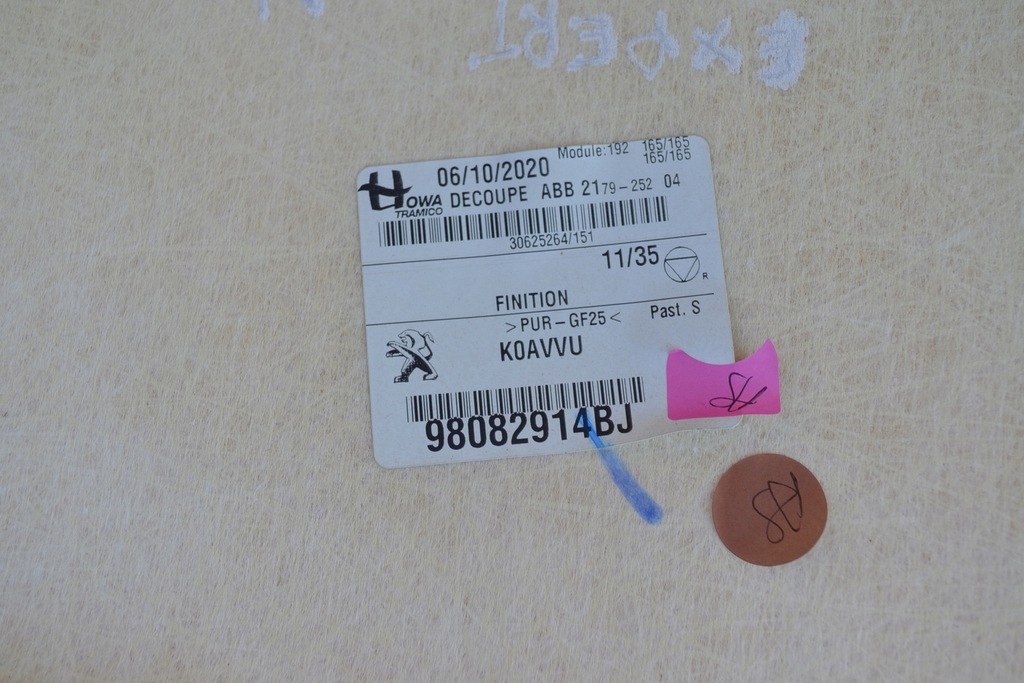 EXPERT
Module:192 165/165
165/165
06/10/2020
HOWA
TRAMICO
DECOUPE ABB 2179-252 04
30625264/151
11/35
R
FINITION
>PUR-GF25<
Past. S
K0AVVU
98082914BJ